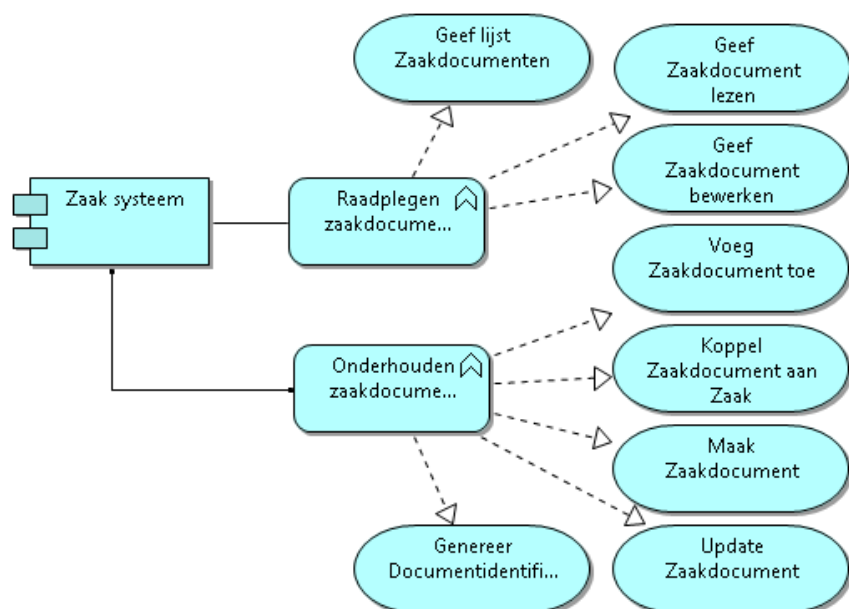 Geef lijst
Zaakdocumenten
Geef
Zaakdocument
lezen
Geef
Zaakdocument
bewerken
Zaak systeem
Raadplegen
zaakdocume...
Voeg
Zaakdocument toe
Onderhouden
zaakdocume...
Koppel
Zaakdocument aan
Zaak
Maak
Zaakdocument
Genereer
Documentidentifi...
Update
Zaakdocument